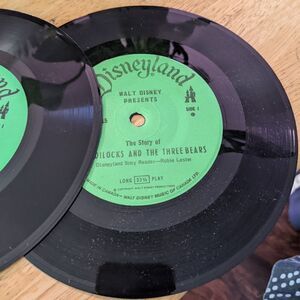 Disneyland
WALT DISNEY
PRESENTS
SIDE 1
The Story of
DILOCKS AND THE THREE BEARS
Disneyland Story Reader—Robie Lester
LONG 33⅓ PLAY
MADE IN CANADA — WALT DISNEY MUSIC OF CANADA LTD.